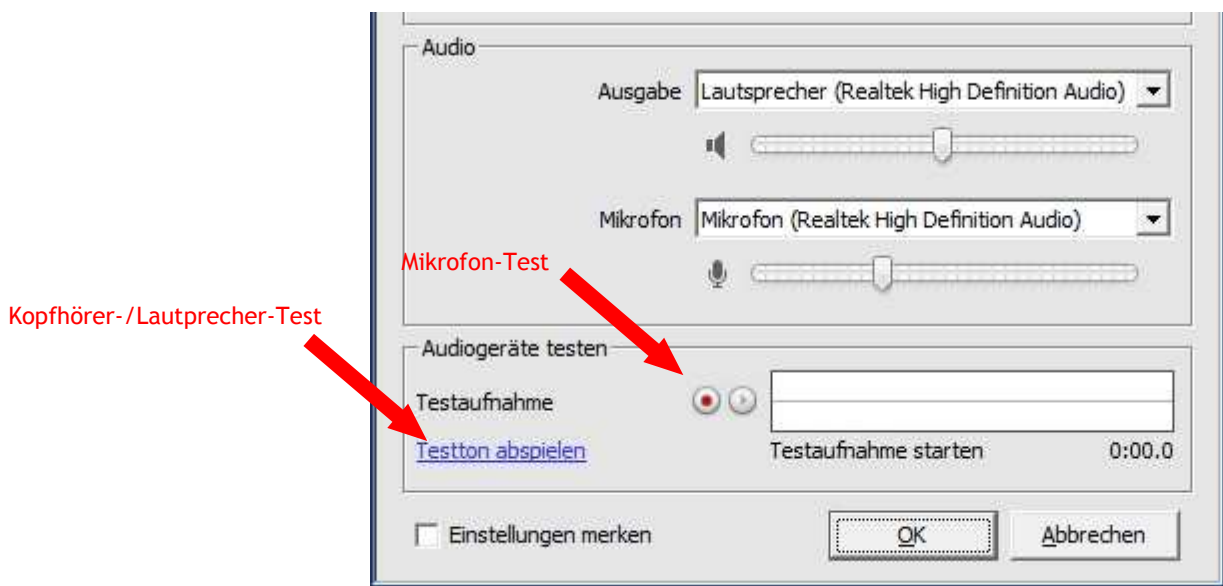 Audio
Ausgabe Lautsprecher (Realtek High Definition Audio)
Mikrofon Mikrofon (Realtek High Definition Audio)
Mikrofon-Test
Kopfhörer-/Lautprecher-Test
Audiogeräte testen
Testaufnahme
Testton abspielen Testaufnahme starten 0:00.0
Einstellungen merken OK Abbrechen